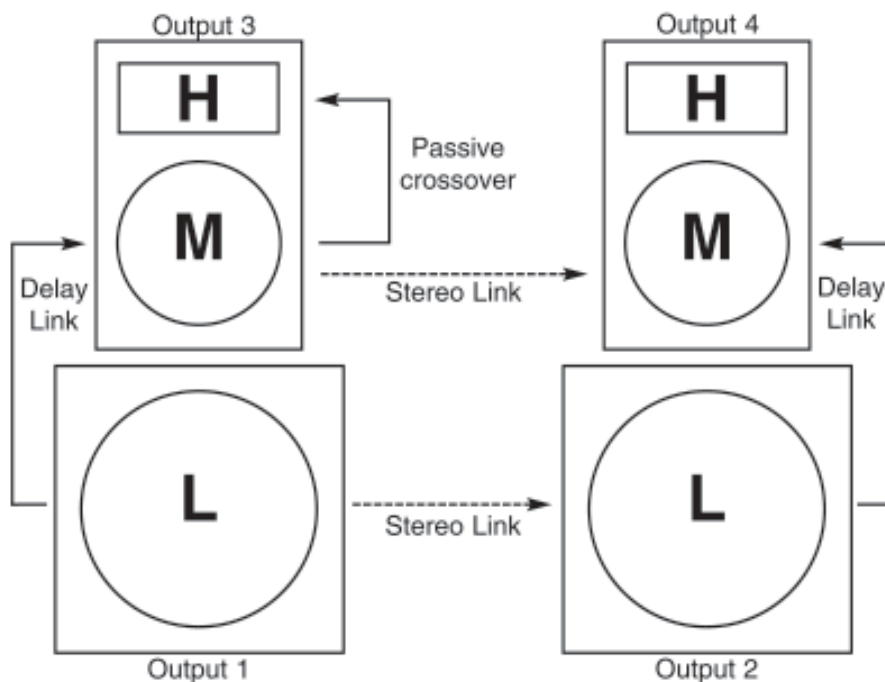 Output 3
Output 4
H
H
Passive
crossover
M
M
Delay
Link
Stereo Link
Delay
Link
L
L
Stereo Link
Output 1
Output 2